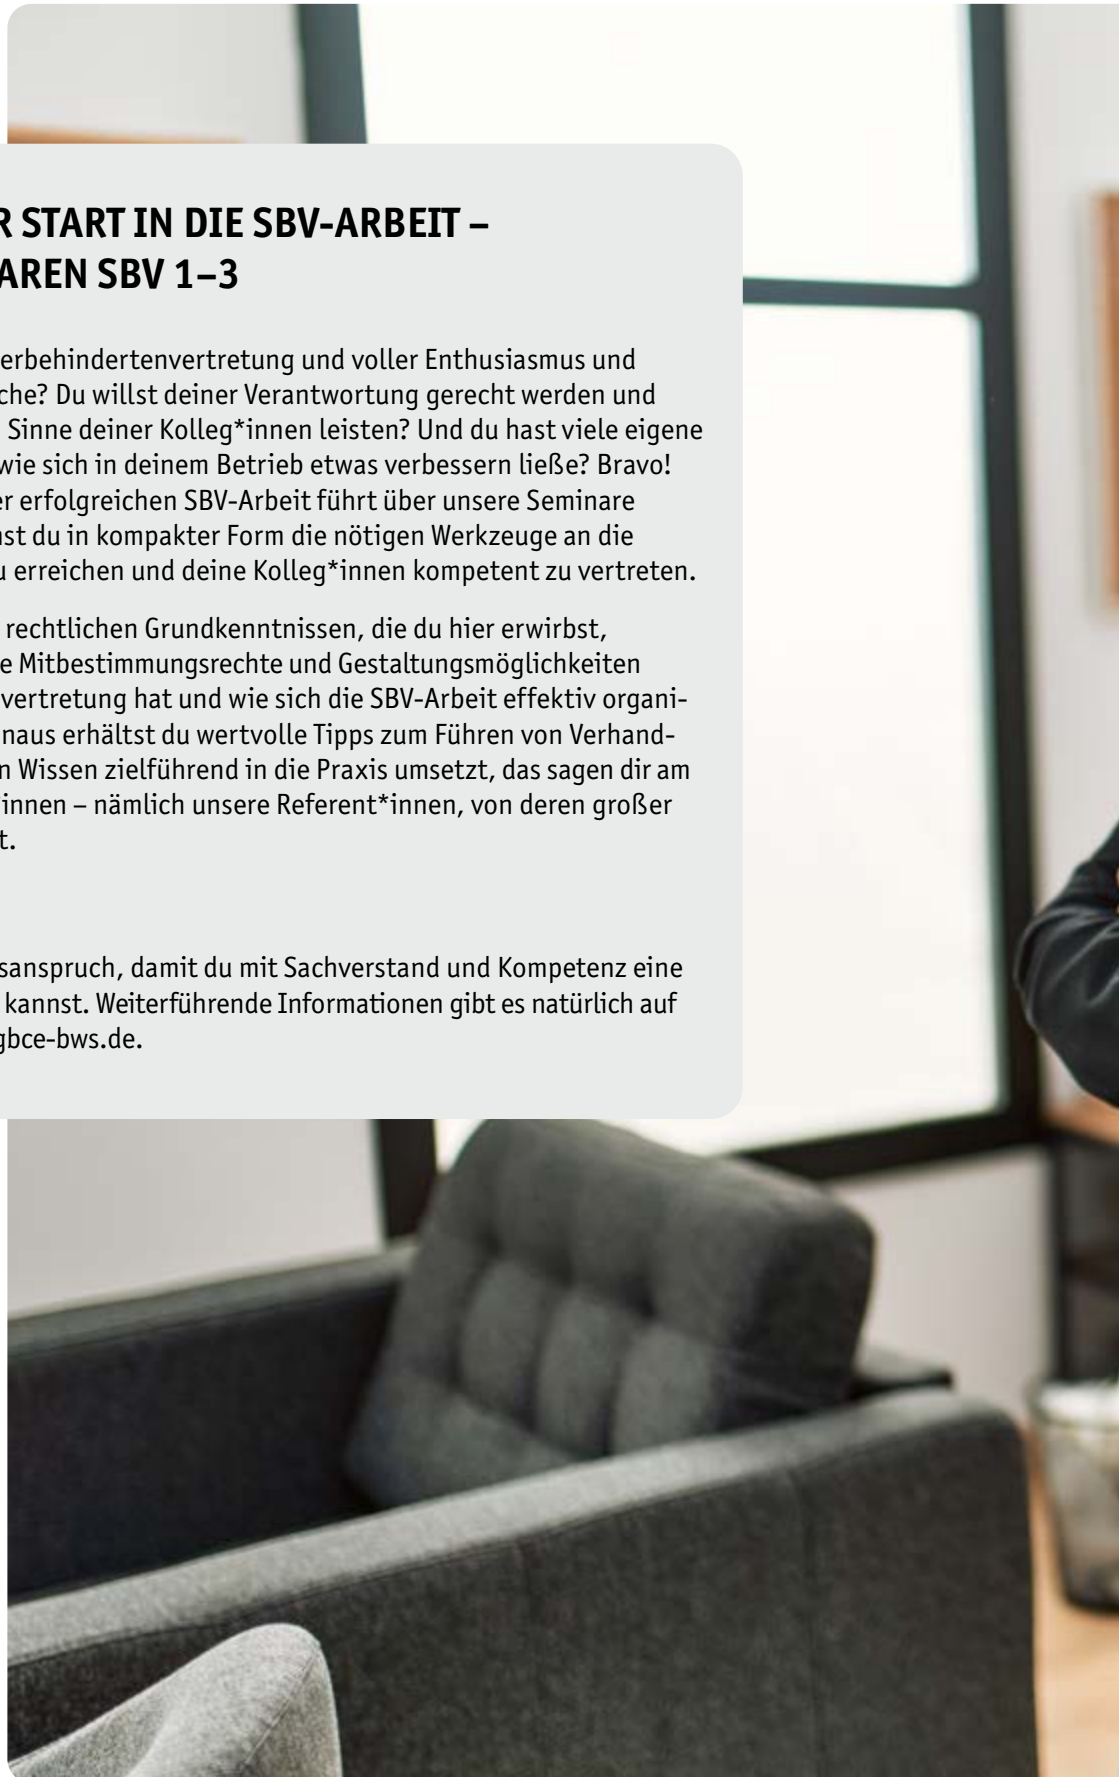 R START IN DIE SBV-ARBEIT –
AREN SBV 1–3
erbehindertenvertretung und voller Enthusiasmus und
che? Du willst deiner Verantwortung gerecht werden und
Sinne deiner Kolleg*innen leisten? Und du hast viele eigene
wie sich in deinem Betrieb etwas verbessern ließe? Bravo!
er erfolgreichen SBV-Arbeit führt über unsere Seminare
nst du in kompakter Form die nötigen Werkzeuge an die
u erreichen und deine Kolleg*innen kompetent zu vertreten.
rechtlichen Grundkenntnissen, die du hier erwirbst,
e Mitbestimmungsrechte und Gestaltungsmöglichkeiten
vertretung hat und wie sich die SBV-Arbeit effektiv organi-
naus erhältst du wertvolle Tipps zum Führen von Verhand-
n Wissen zielführend in die Praxis umsetzt, das sagen dir am
*innen – nämlich unsere Referent*innen, von deren großer
t.
sanspruch, damit du mit Sachverstand und Kompetenz eine
kannst. Weiterführende Informationen gibt es natürlich auf
gbce-bws.de.